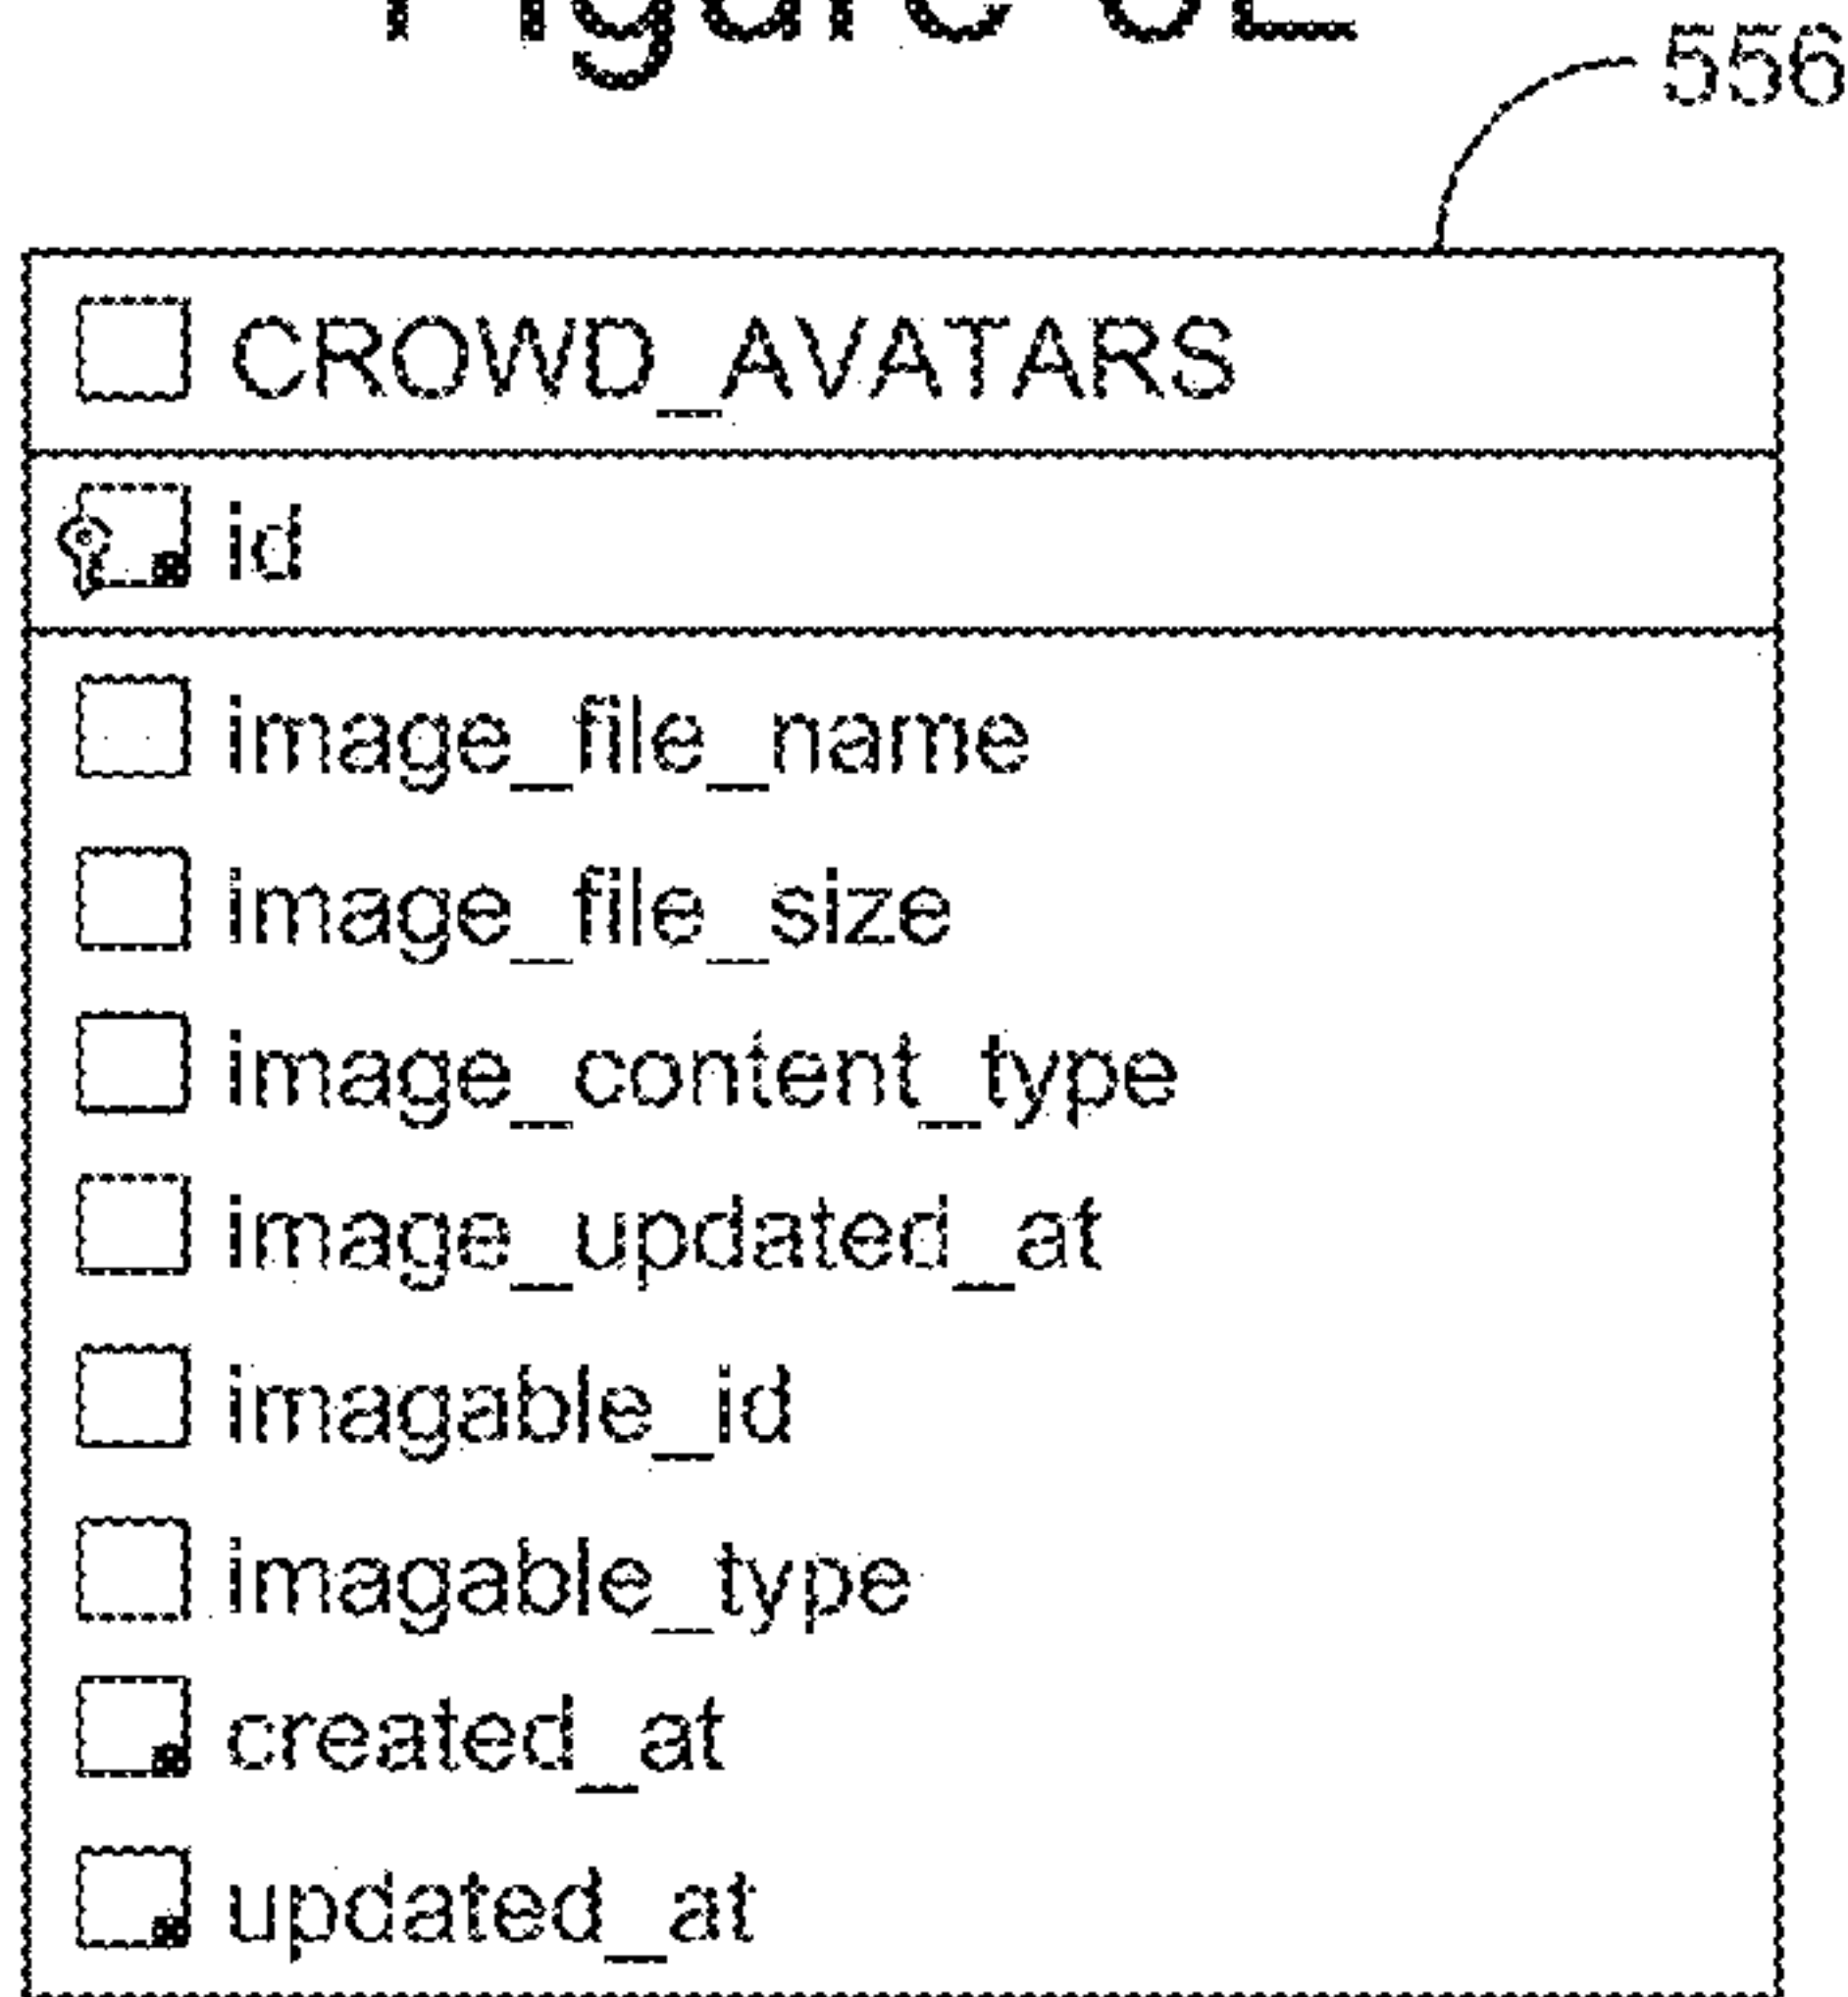 556
CROWD_AVATARS
id
image_file_name
image_file_size
image_content_type
image_updated_at
imagable_id
imagable_type
created_at
updated_at